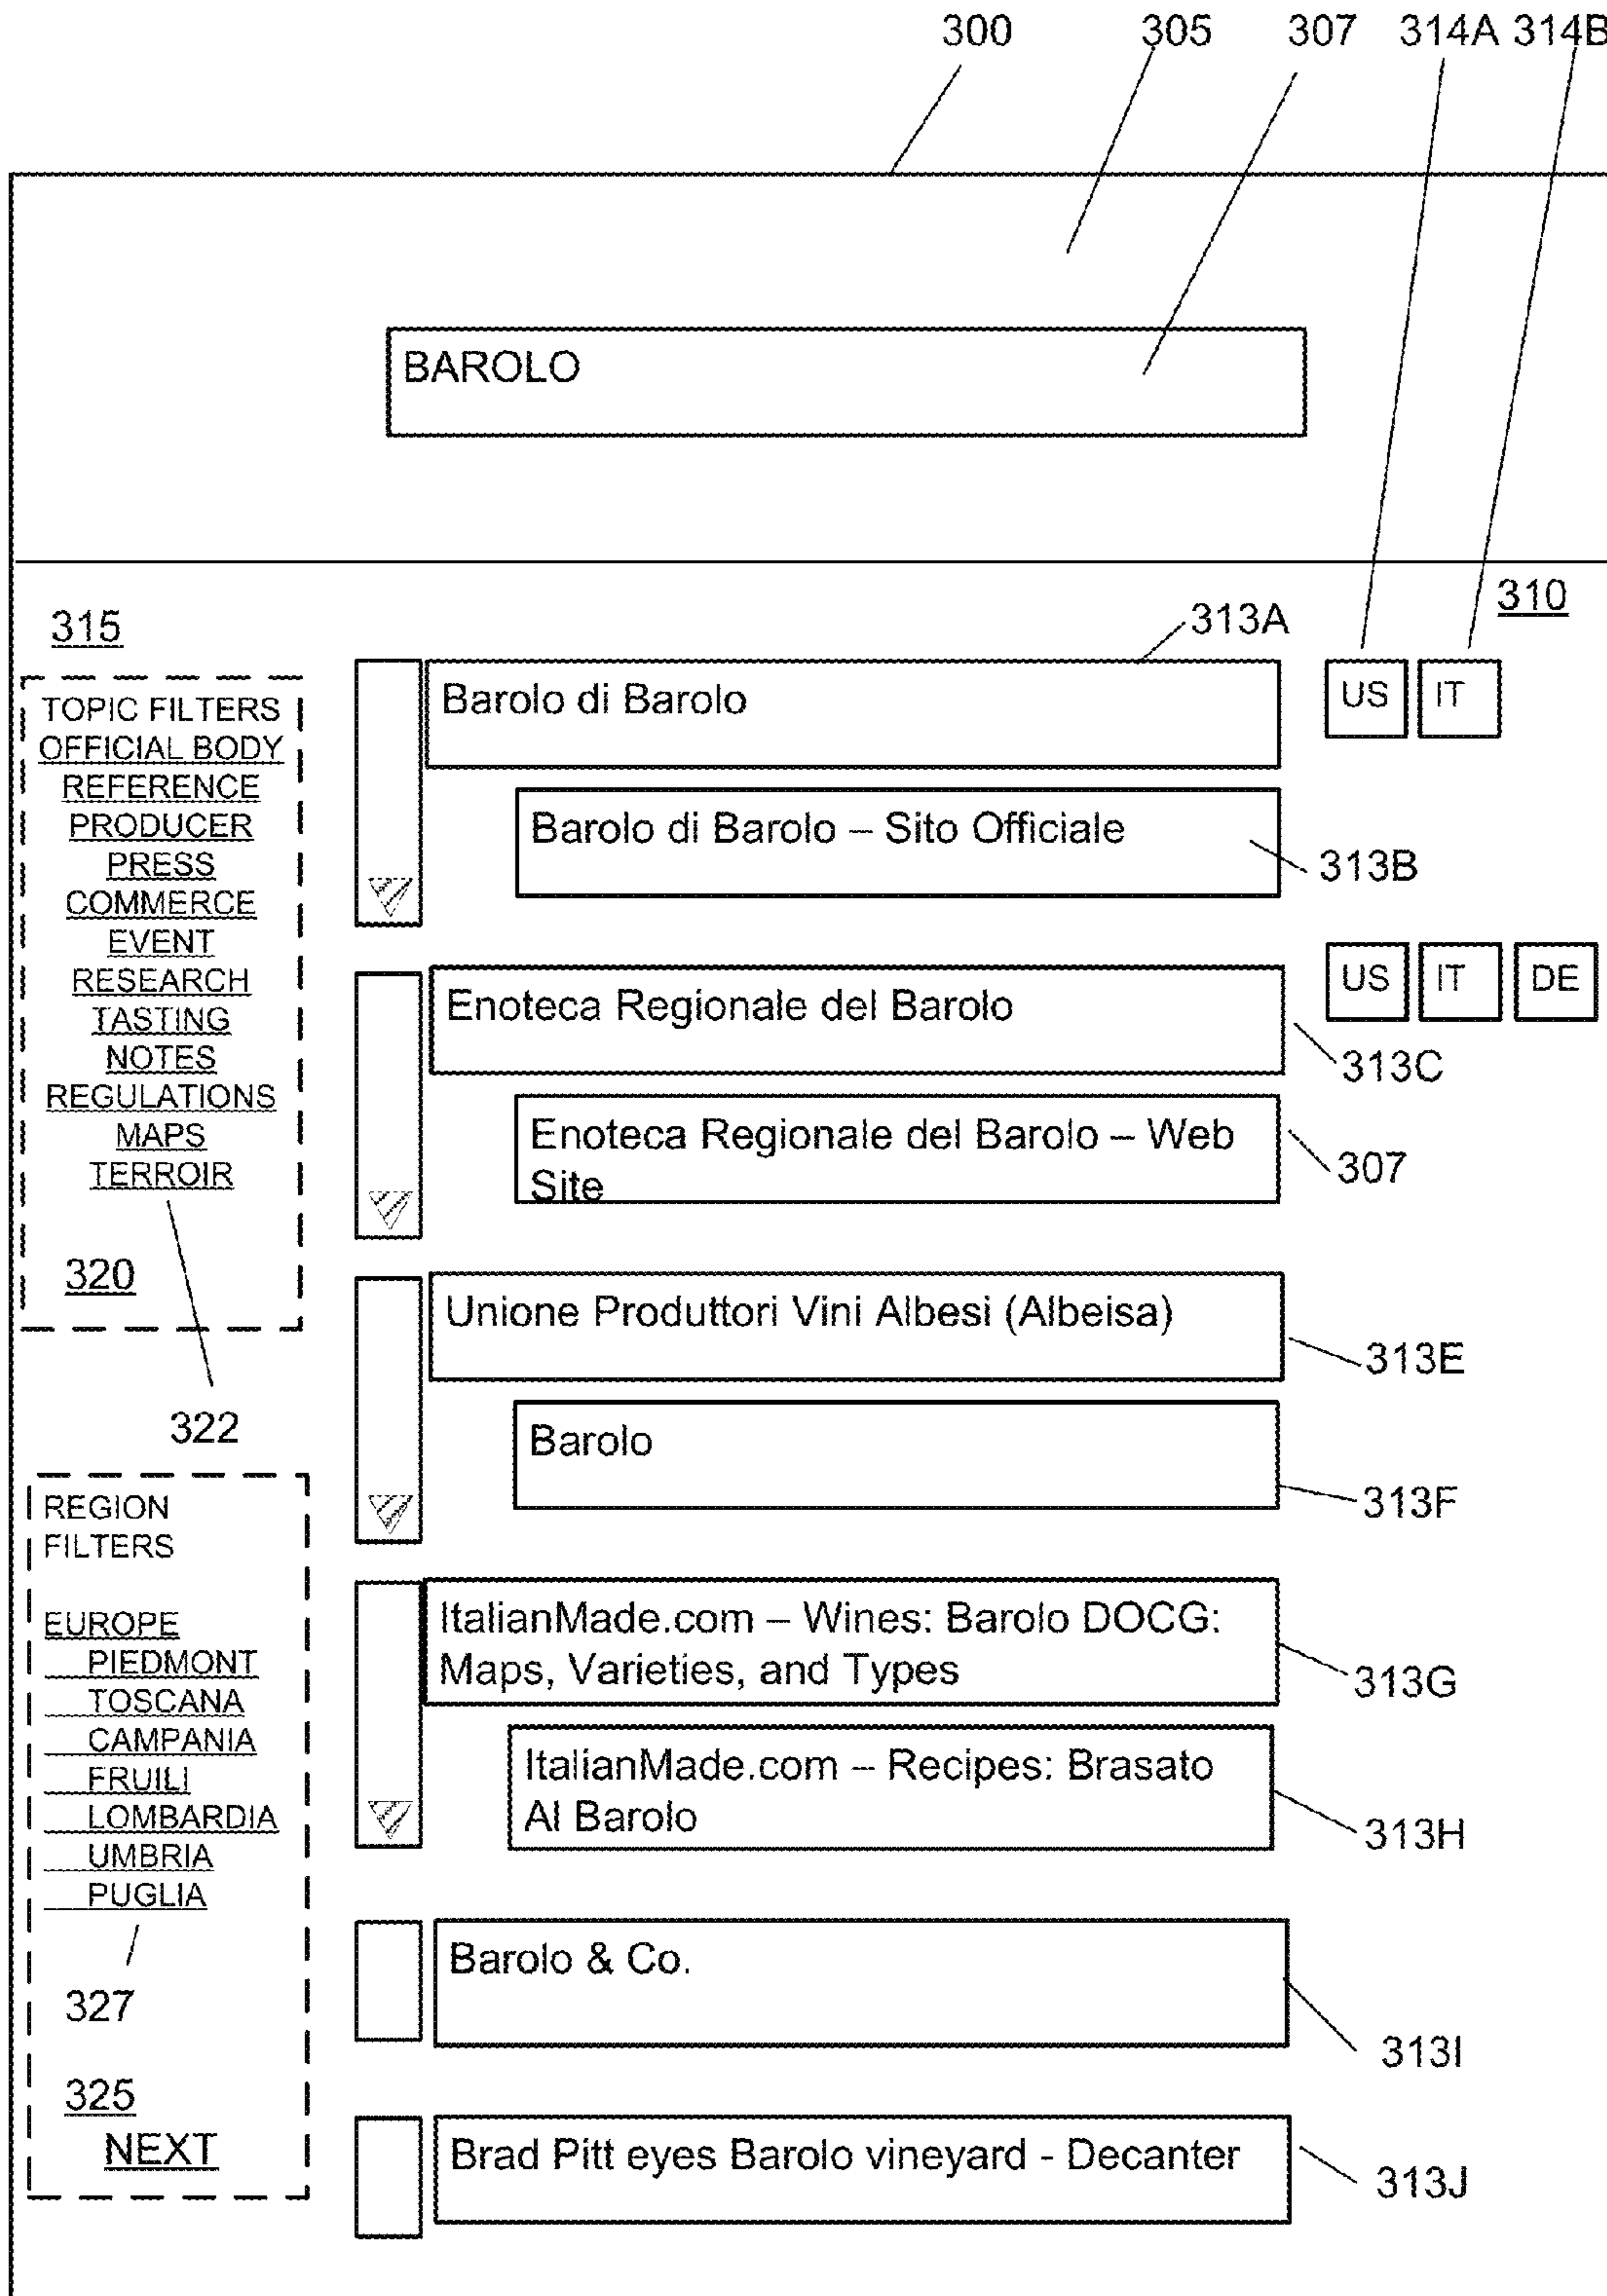 300 305 307 314A 314B
BAROLO
310
315
313A
TOPIC FILTERS
OFFICIAL BODY
REFERENCE
PRODUCER
PRESS
COMMERCE
EVENT
RESEARCH
TASTING
NOTES
REGULATIONS
MAPS
TERROIR
320
322
Barolo di Barolo
US IT
Barolo di Barolo – Sito Officiale
313B
US IT DE
Enoteca Regionale del Barolo
313C
Enoteca Regionale del Barolo – Web
Site
307
Unione Produttori Vini Albesi (Albeisa)
313E
Barolo
313F
REGION
FILTERS
EUROPE
PIEDMONT
TOSCANA
CAMPANIA
FRUILI
LOMBARDIA
UMBRIA
PUGLIA
327
325
NEXT
ItalianMade.com – Wines: Barolo DOCG:
Maps, Varieties, and Types
313G
ItalianMade.com – Recipes: Brasato
Al Barolo
313H
Barolo & Co.
313I
Brad Pitt eyes Barolo vineyard - Decanter
313J